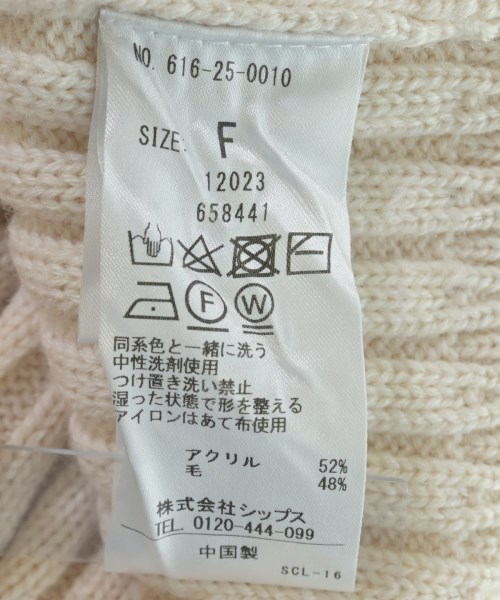 NO. 616-25-0010
SIZE: F
12023
658441
F W
同系色と一緒に洗う
中性洗剤使用
つけ置き洗い禁止
湿った状態で形を整える
アイロンはあて布使用
アクリル 52%
毛 48%
株式会社シップス
TEL. 0120-444-099
中国製
SCL-16